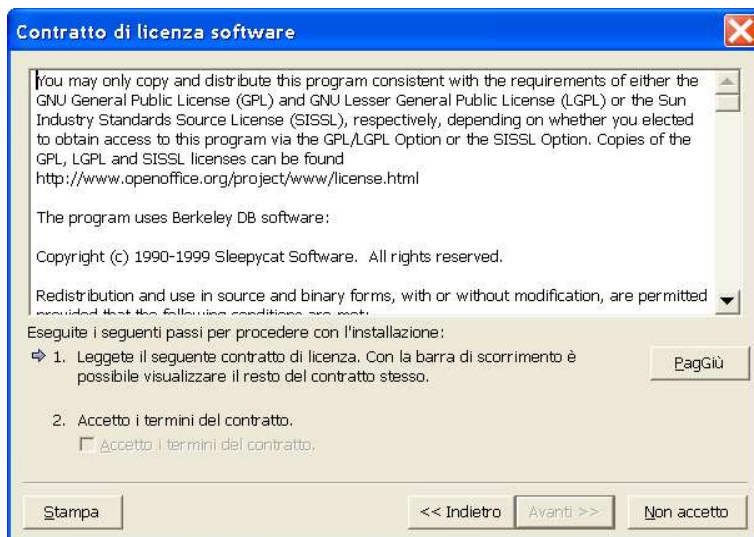 Contratto di licenza software
You may only copy and distribute this program consistent with the requirements of either the
GNU General Public License (GPL) and GNU Lesser General Public License (LGPL) or the Sun
Industry Standards Source License (SISSL), respectively, depending on whether you elected
to obtain access to this program via the GPL/LGPL Option or the SISSL Option. Copies of the
GPL, LGPL and SISSL licenses can be found
http://www.openoffice.org/project/www/license.html
The program uses Berkeley DB software:
Copyright (c) 1990-1999 Sleepycat Software. All rights reserved.
Redistribution and use in source and binary forms, with or without modification, are permitted
provided that the following conditions are met:
Eseguite i seguenti passi per procedere con l'installazione:
1. Leggete il seguente contratto di licenza. Con la barra di scorrimento è
possibile visualizzare il resto del contratto stesso.
PagGiù
2. Accetto i termini del contratto.
Accetto i termini del contratto.
Stampa
<< Indietro
Avanti >>
Non accetto